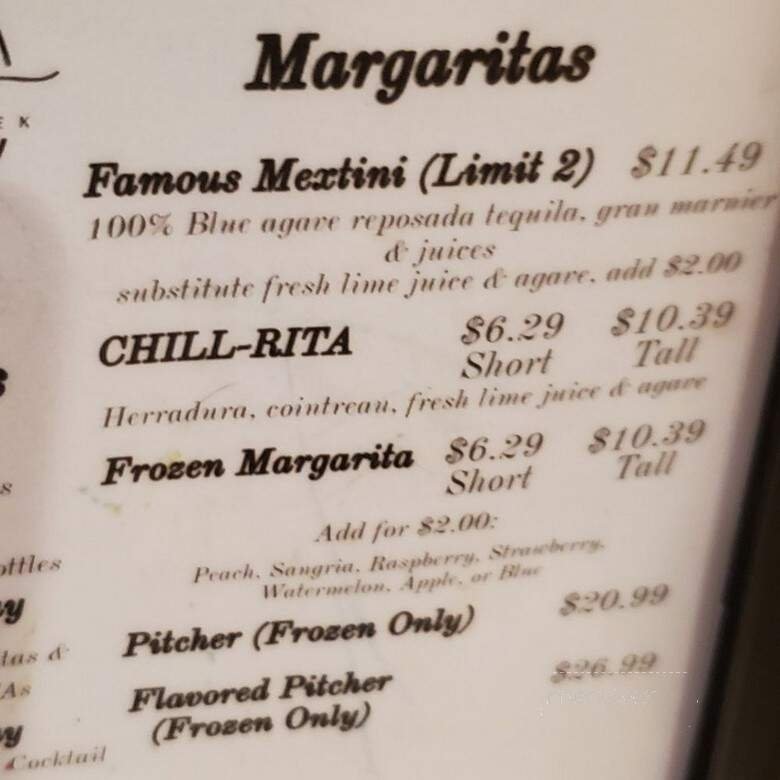 Margaritas
Famous Mextini (Limit 2) $11.49
100% Blue agave reposada tequila, gran marnier
& juices
substitute fresh lime juice & agave, add $2.00
CHILL-RITA $6.29 $10.39
Short Tall
Herradura, cointreau, fresh lime juice & agave
Frozen Margarita $6.29 $10.39
Short Tall
Add for $2.00:
Peach, Sangria, Raspberry, Strawberry,
Watermelon, Apple, or Blue
Pitcher (Frozen Only) $20.99
Flavored Pitcher $26.99
(Frozen Only)
E K
Cocktail